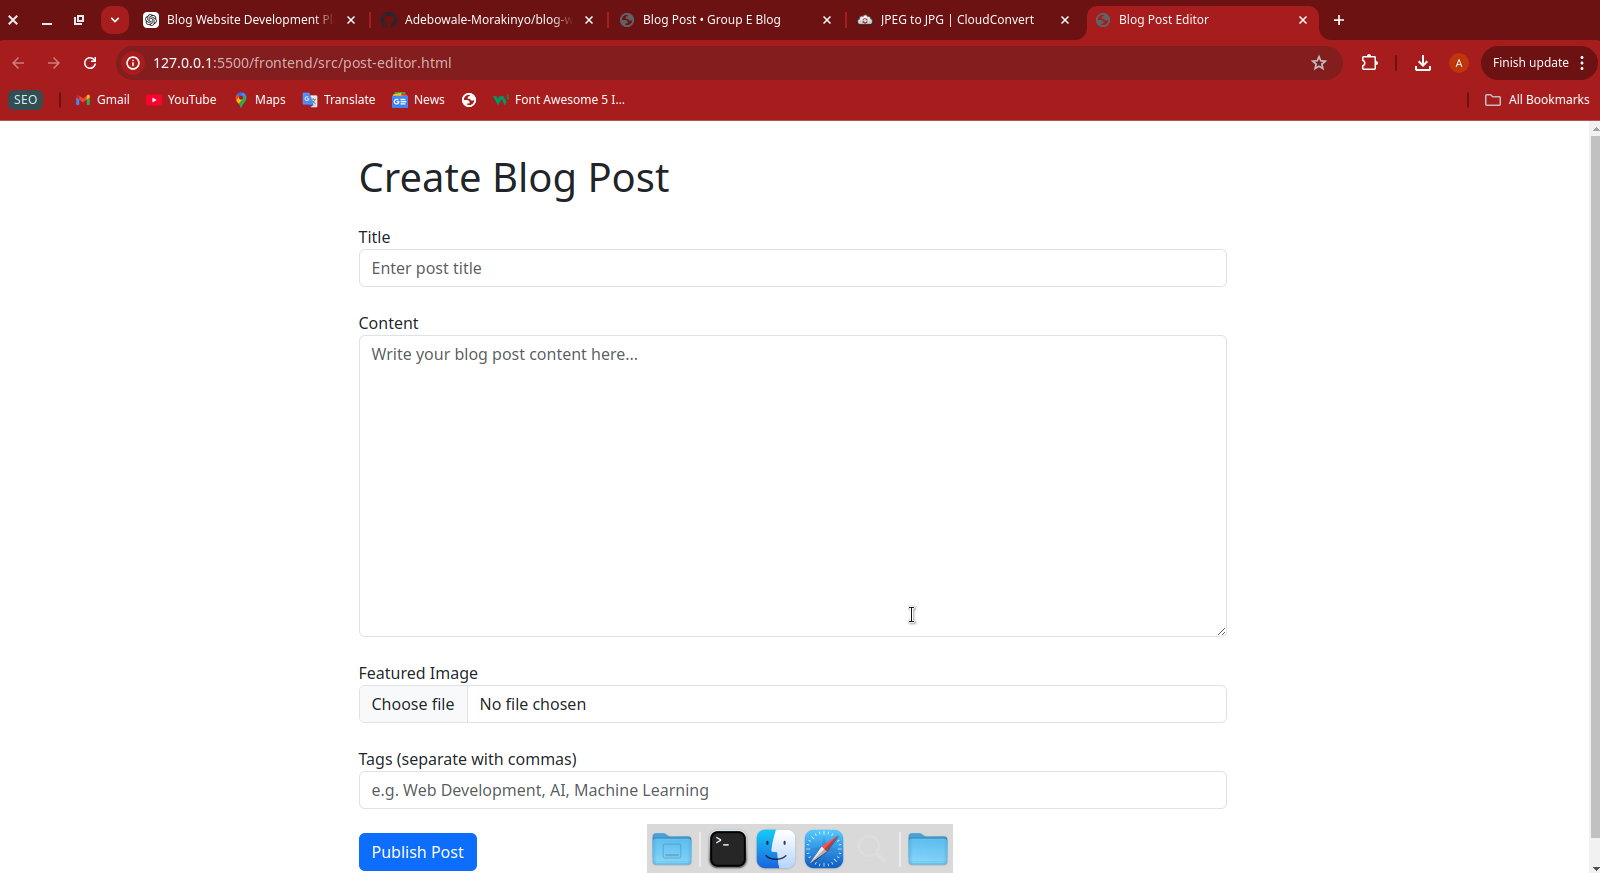 Blog Website Development Pl
Adebowale-Morakinyo/blog-w
Blog Post • Group E Blog
JPEG to JPG | CloudConvert
Blog Post Editor
127.0.0.1:5500/frontend/src/post-editor.html
A
Finish update
SEO
Gmail
YouTube
Maps
Translate
News
Font Awesome 5 I...
All Bookmarks
Create Blog Post
Title
Enter post title
Content
Write your blog post content here...
Featured Image
Choose file No file chosen
Tags (separate with commas)
e.g. Web Development, AI, Machine Learning
Publish Post